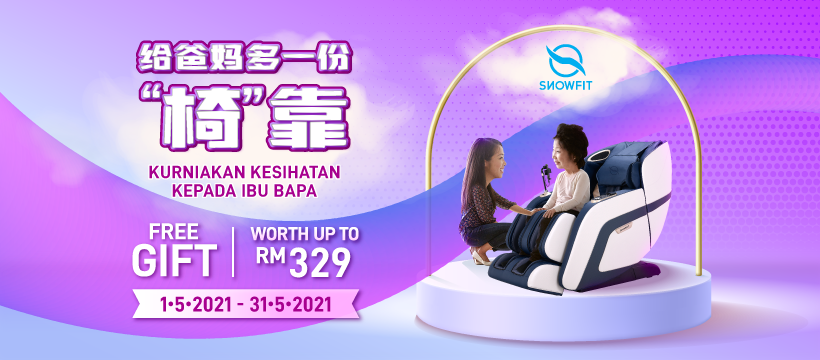 给爸妈多一份
“椅”靠
KURNIAKAN KESIHATAN
KEPADA IBU BAPA
FREE
GIFT
WORTH UP TO
RM329
1•5•2021 - 31•5•2021
SNOWFIT